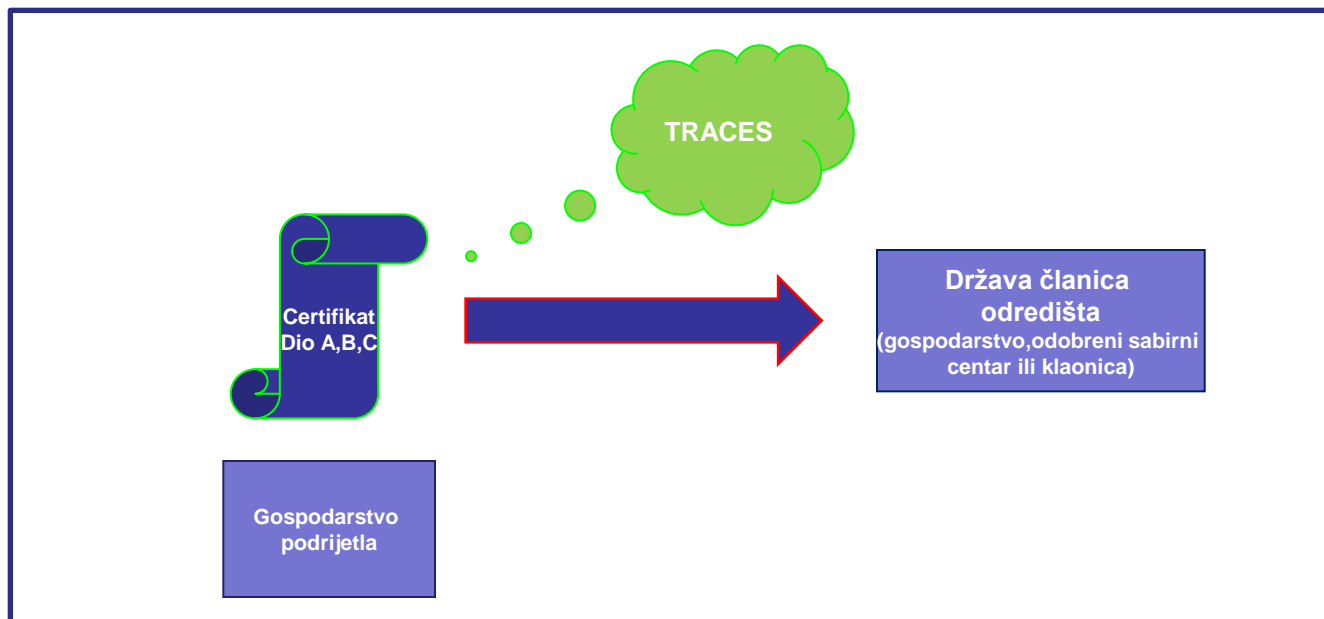 TRACES
Certifikat
Dio A,B,C
Država članica
odredišta
(gospodarstvo,odobreni sabirni
centar ili klaonica)
Gospodarstvo
podrijetla